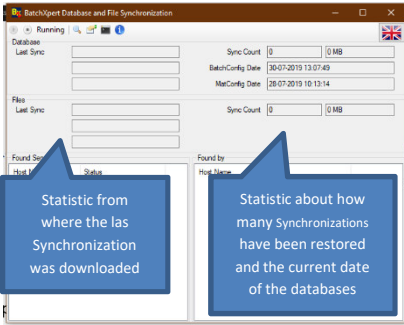 BatchXpert Database and File Synchronization
Running
Database
Last Sync
Sync Count 0 0 MB
BatchConfig Date 30-07-2019 13:07:49
MatConfig Date 28-07-2019 10:13:14
Files
Last Sync
Sync Count 0 0 MB
Found by
Status
Host Name
Statistic from
where the las
Synchronization
was downloaded
Statistic about how
many Synchronizations
have been restored
and the current date
of the databases